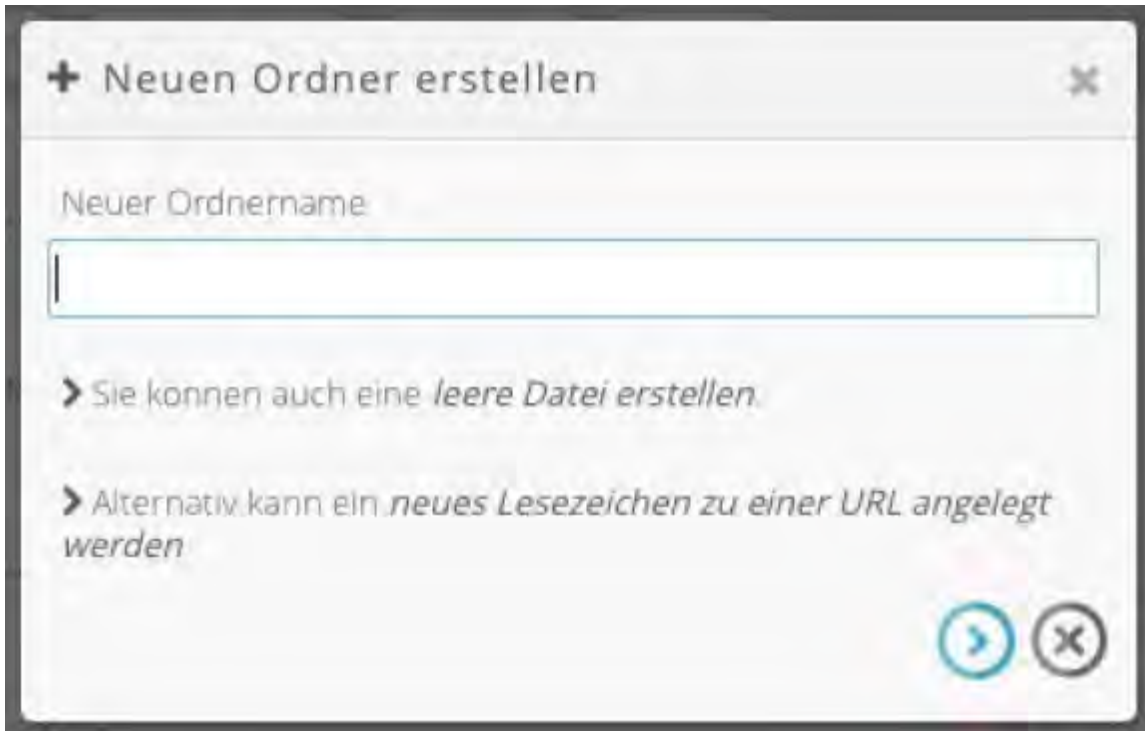 Neuen Ordner erstellen
Neuer Ordnername
Sie können auch eine leere Datei erstellen.
Alternativ kann ein neues Lesezeichen zu einer URL angelegt
werden